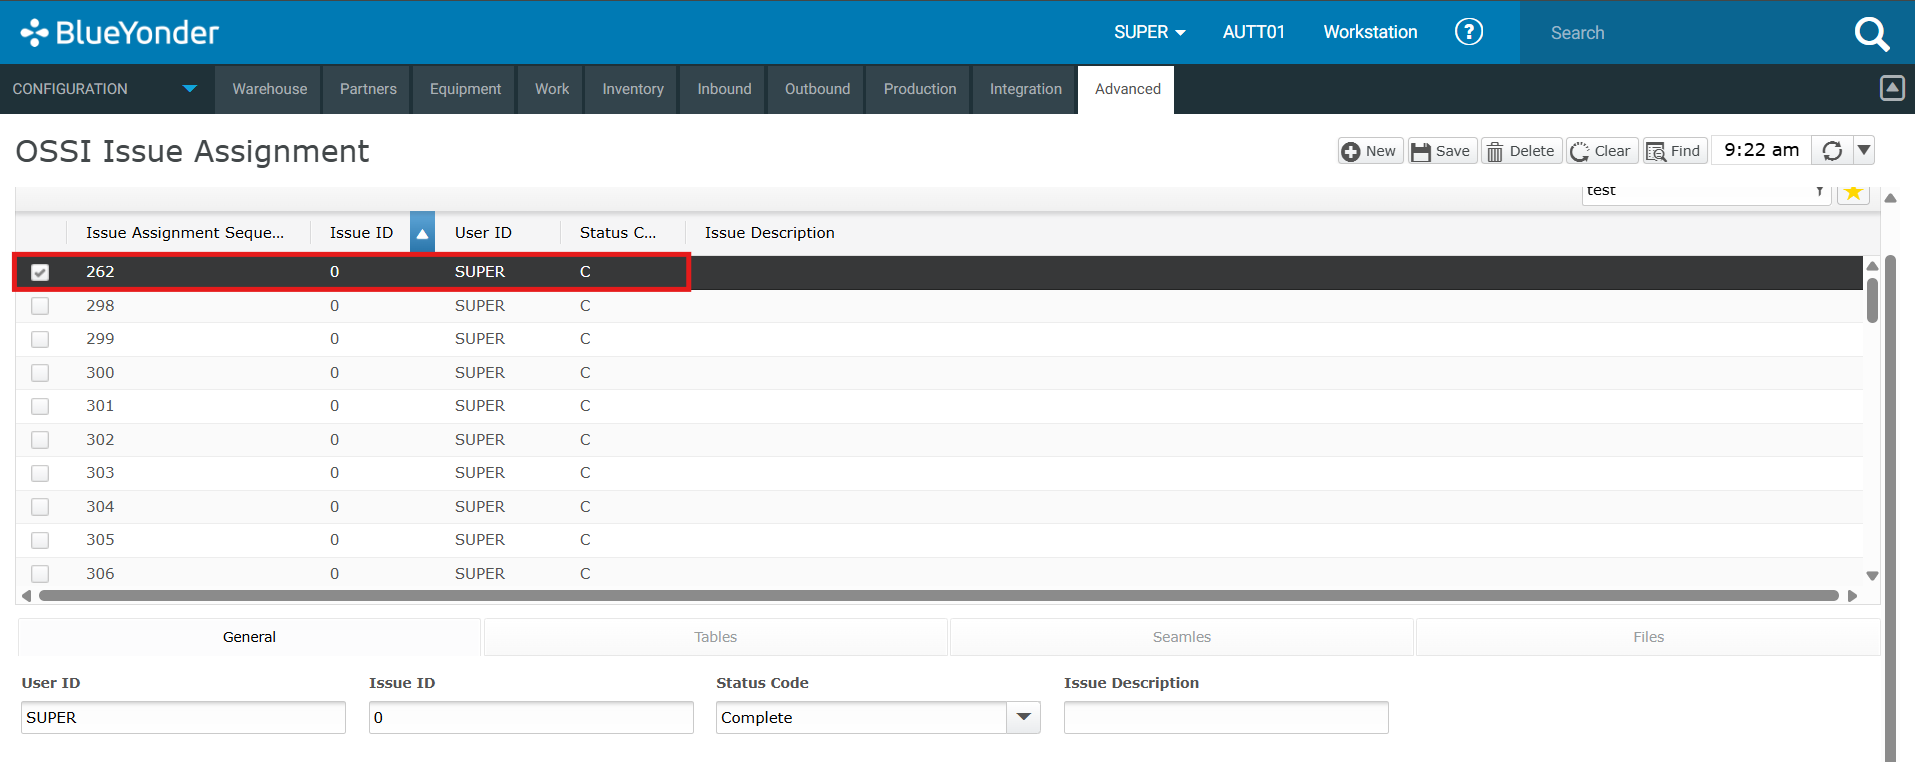 BlueYonder SUPER AUTT01 Workstation ? Search
CONFIGURATION Warehouse Partners Equipment Work Inventory Inbound Outbound Production Integration Advanced
OSSI Issue Assignment New Save Delete Clear Find 9:22 am
test
Issue Assignment Seque... Issue ID User ID Status C... Issue Description
262 0 SUPER C
298 0 SUPER C
299 0 SUPER C
300 0 SUPER C
301 0 SUPER C
302 0 SUPER C
303 0 SUPER C
304 0 SUPER C
305 0 SUPER C
306 0 SUPER C
General Tables Seamles Files
User ID Issue ID Status Code Issue Description
SUPER 0 Complete